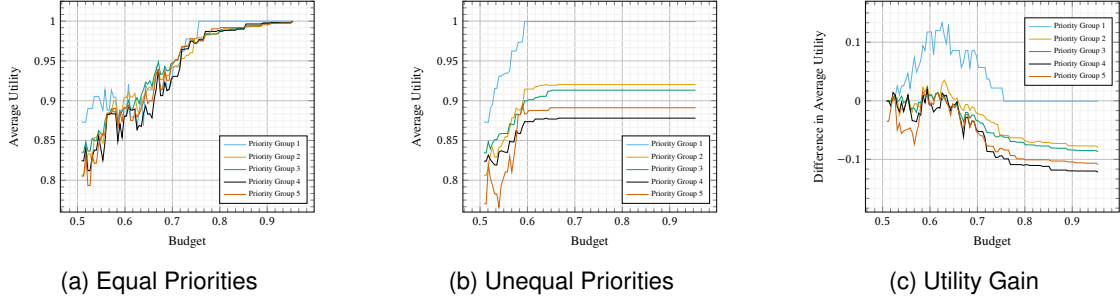 1
0.95
0.9
0.85
0.8
Average Utility
Priority Group 1
Priority Group 2
Priority Group 3
Priority Group 4
Priority Group 5
0.5 0.6 0.7 0.8 0.9
Budget
(a) Equal Priorities
1
0.95
0.9
0.85
0.8
Average Utility
Priority Group 1
Priority Group 2
Priority Group 3
Priority Group 4
Priority Group 5
0.5 0.6 0.7 0.8 0.9
Budget
(b) Unequal Priorities
0.1
0
−0.1
Difference in Average Utility
Priority Group 1
Priority Group 2
Priority Group 3
Priority Group 4
Priority Group 5
0.5 0.6 0.7 0.8 0.9
Budget
(c) Utility Gain